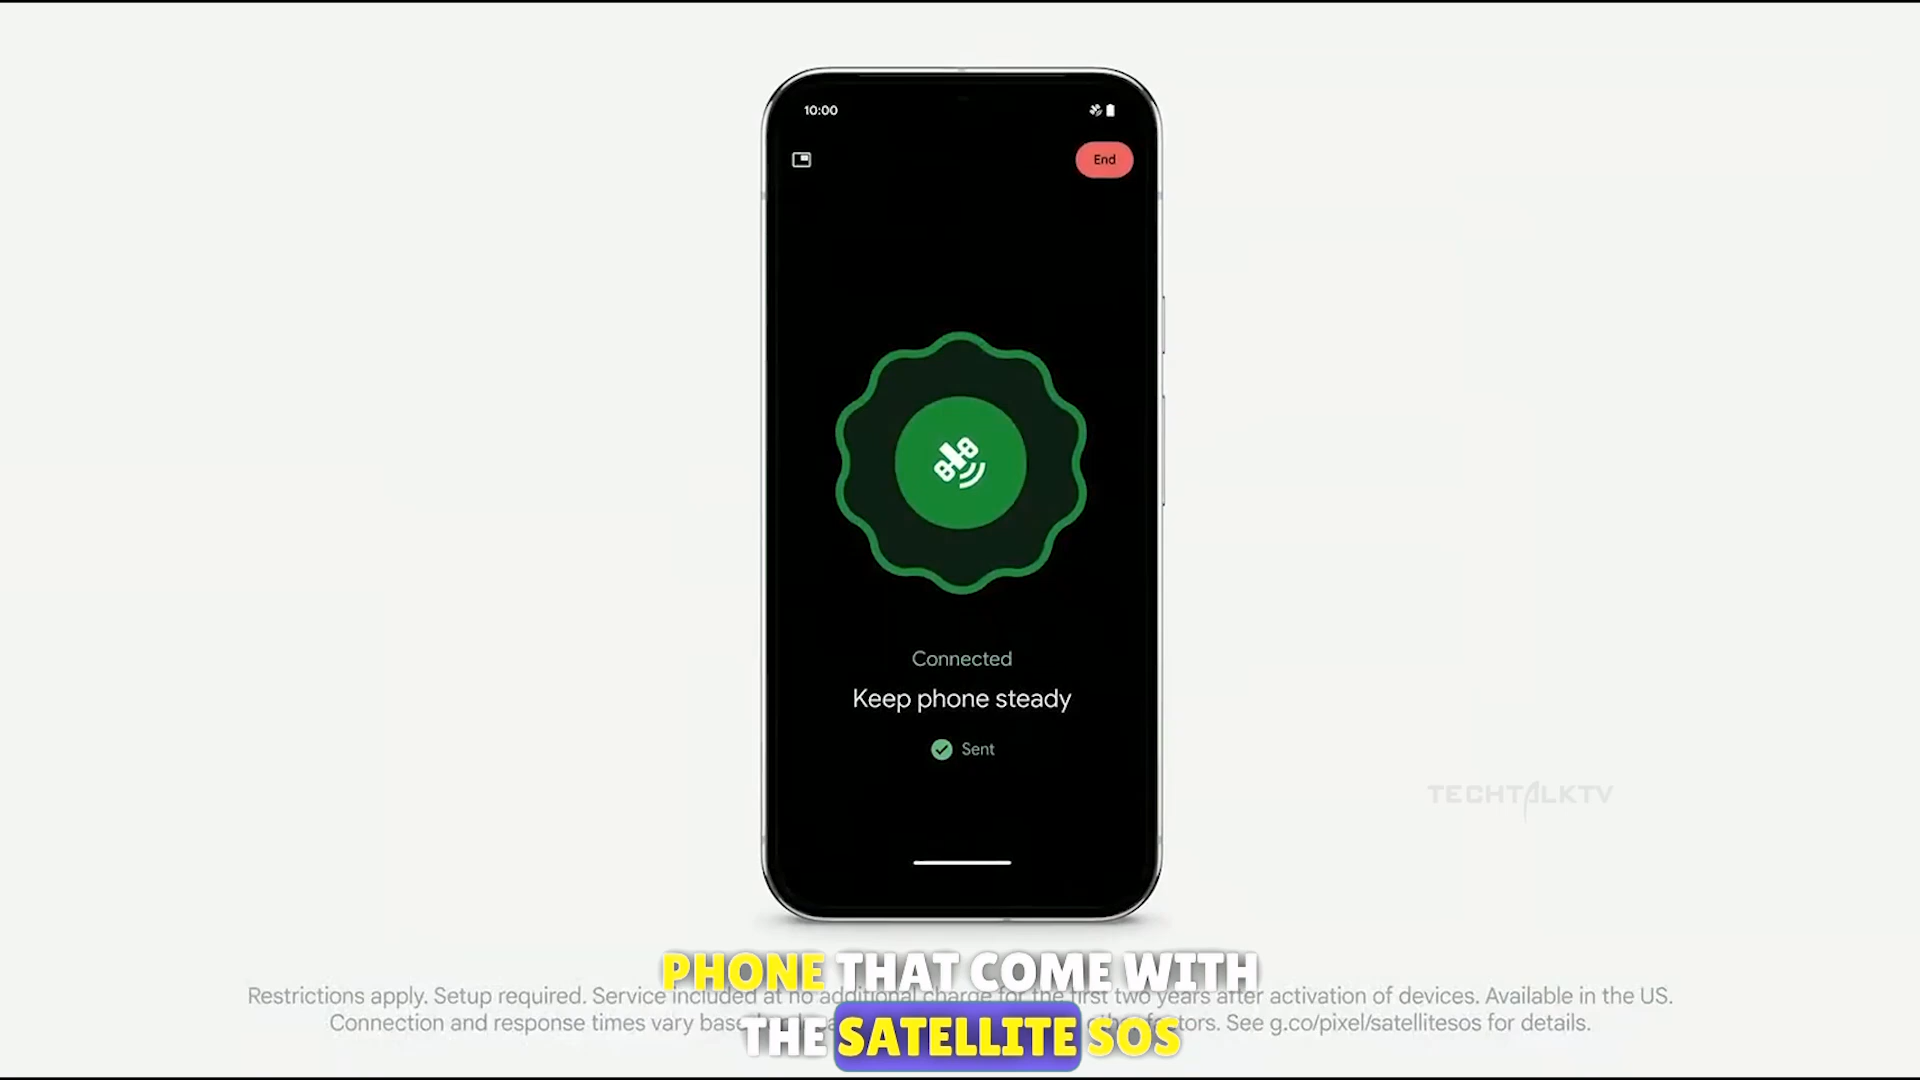 10:00
End
Connected
Keep phone steady
Sent
TECHTALKTV
PHONE THAT COME WITH
Restrictions apply. Setup required. Service included at no additional charge for the first two years after activation of devices. Available in the US.
THE SATELLITE SOS
Connection and response times vary factors. See g.co/pixel/satellitesos for details.